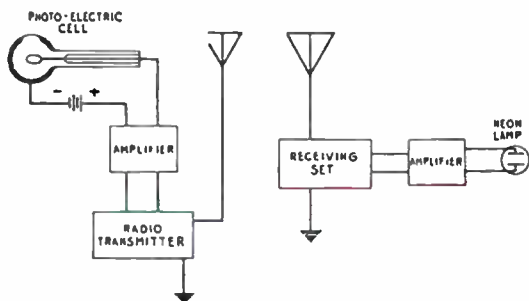 PHOTO-ELECTRIC
CELL
- +
AMPLIFIER
RADIO
TRANSMITTER
RECEIVING
SET
AMPLIFIER
NEON
LAMP